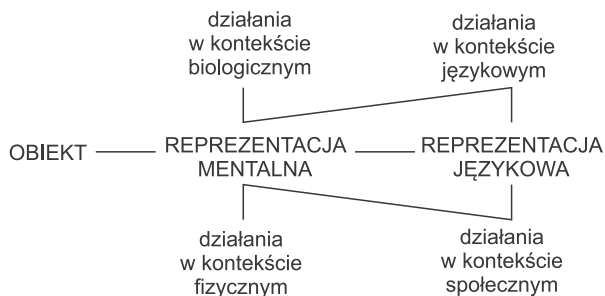 działania
w kontekście
biologicznym
działania
w kontekście
językowym
OBIEKT
REPREZENTACJA
MENTALNA
REPREZENTACJA
JĘZYKOWA
działania
w kontekście
fizycznym
działania
w kontekście
społecznym